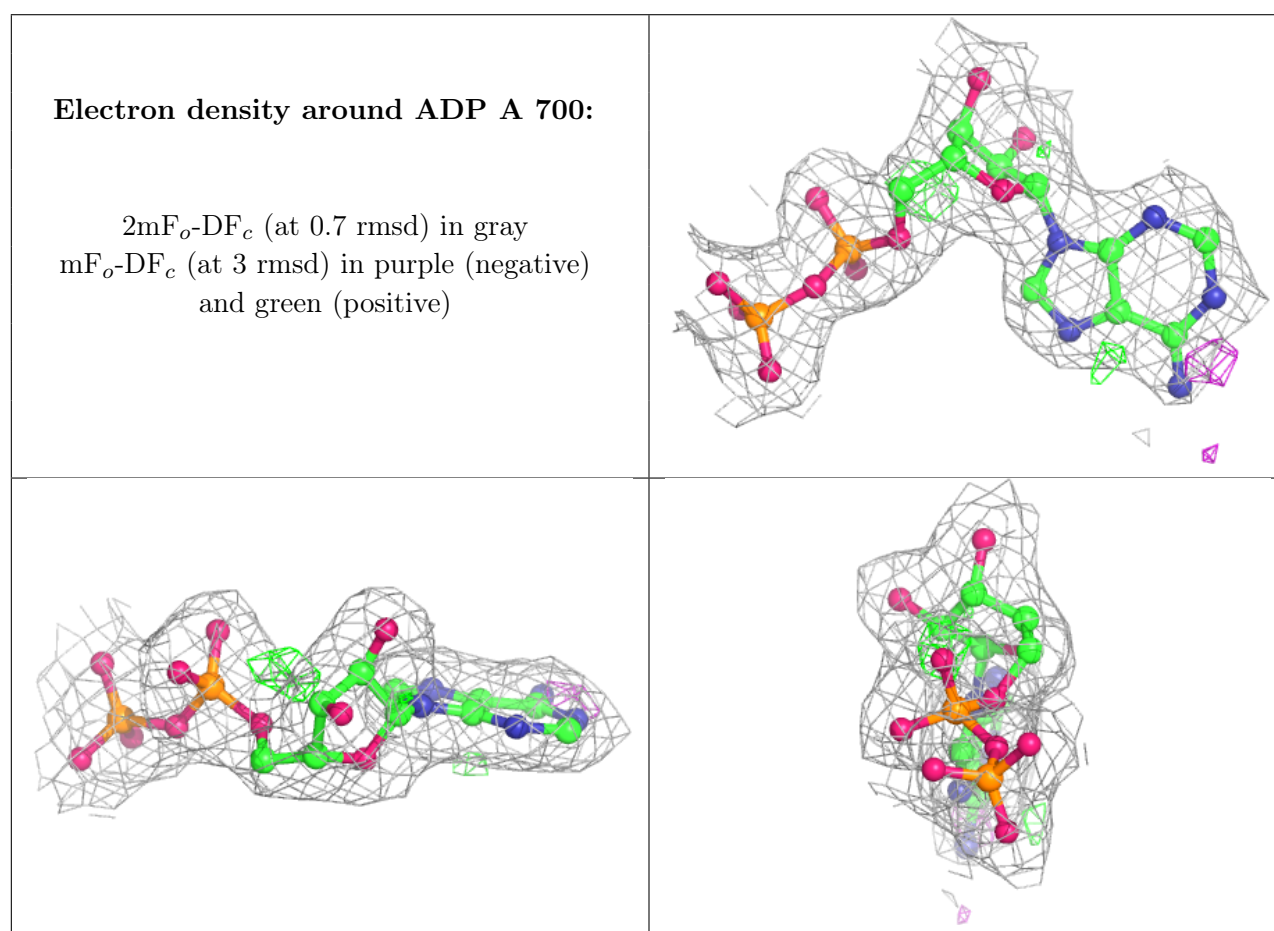 Electron density around ADP A 700:
2mFo-DFc (at 0.7 rmsd) in gray
mFo-DFc (at 3 rmsd) in purple (negative)
and green (positive)